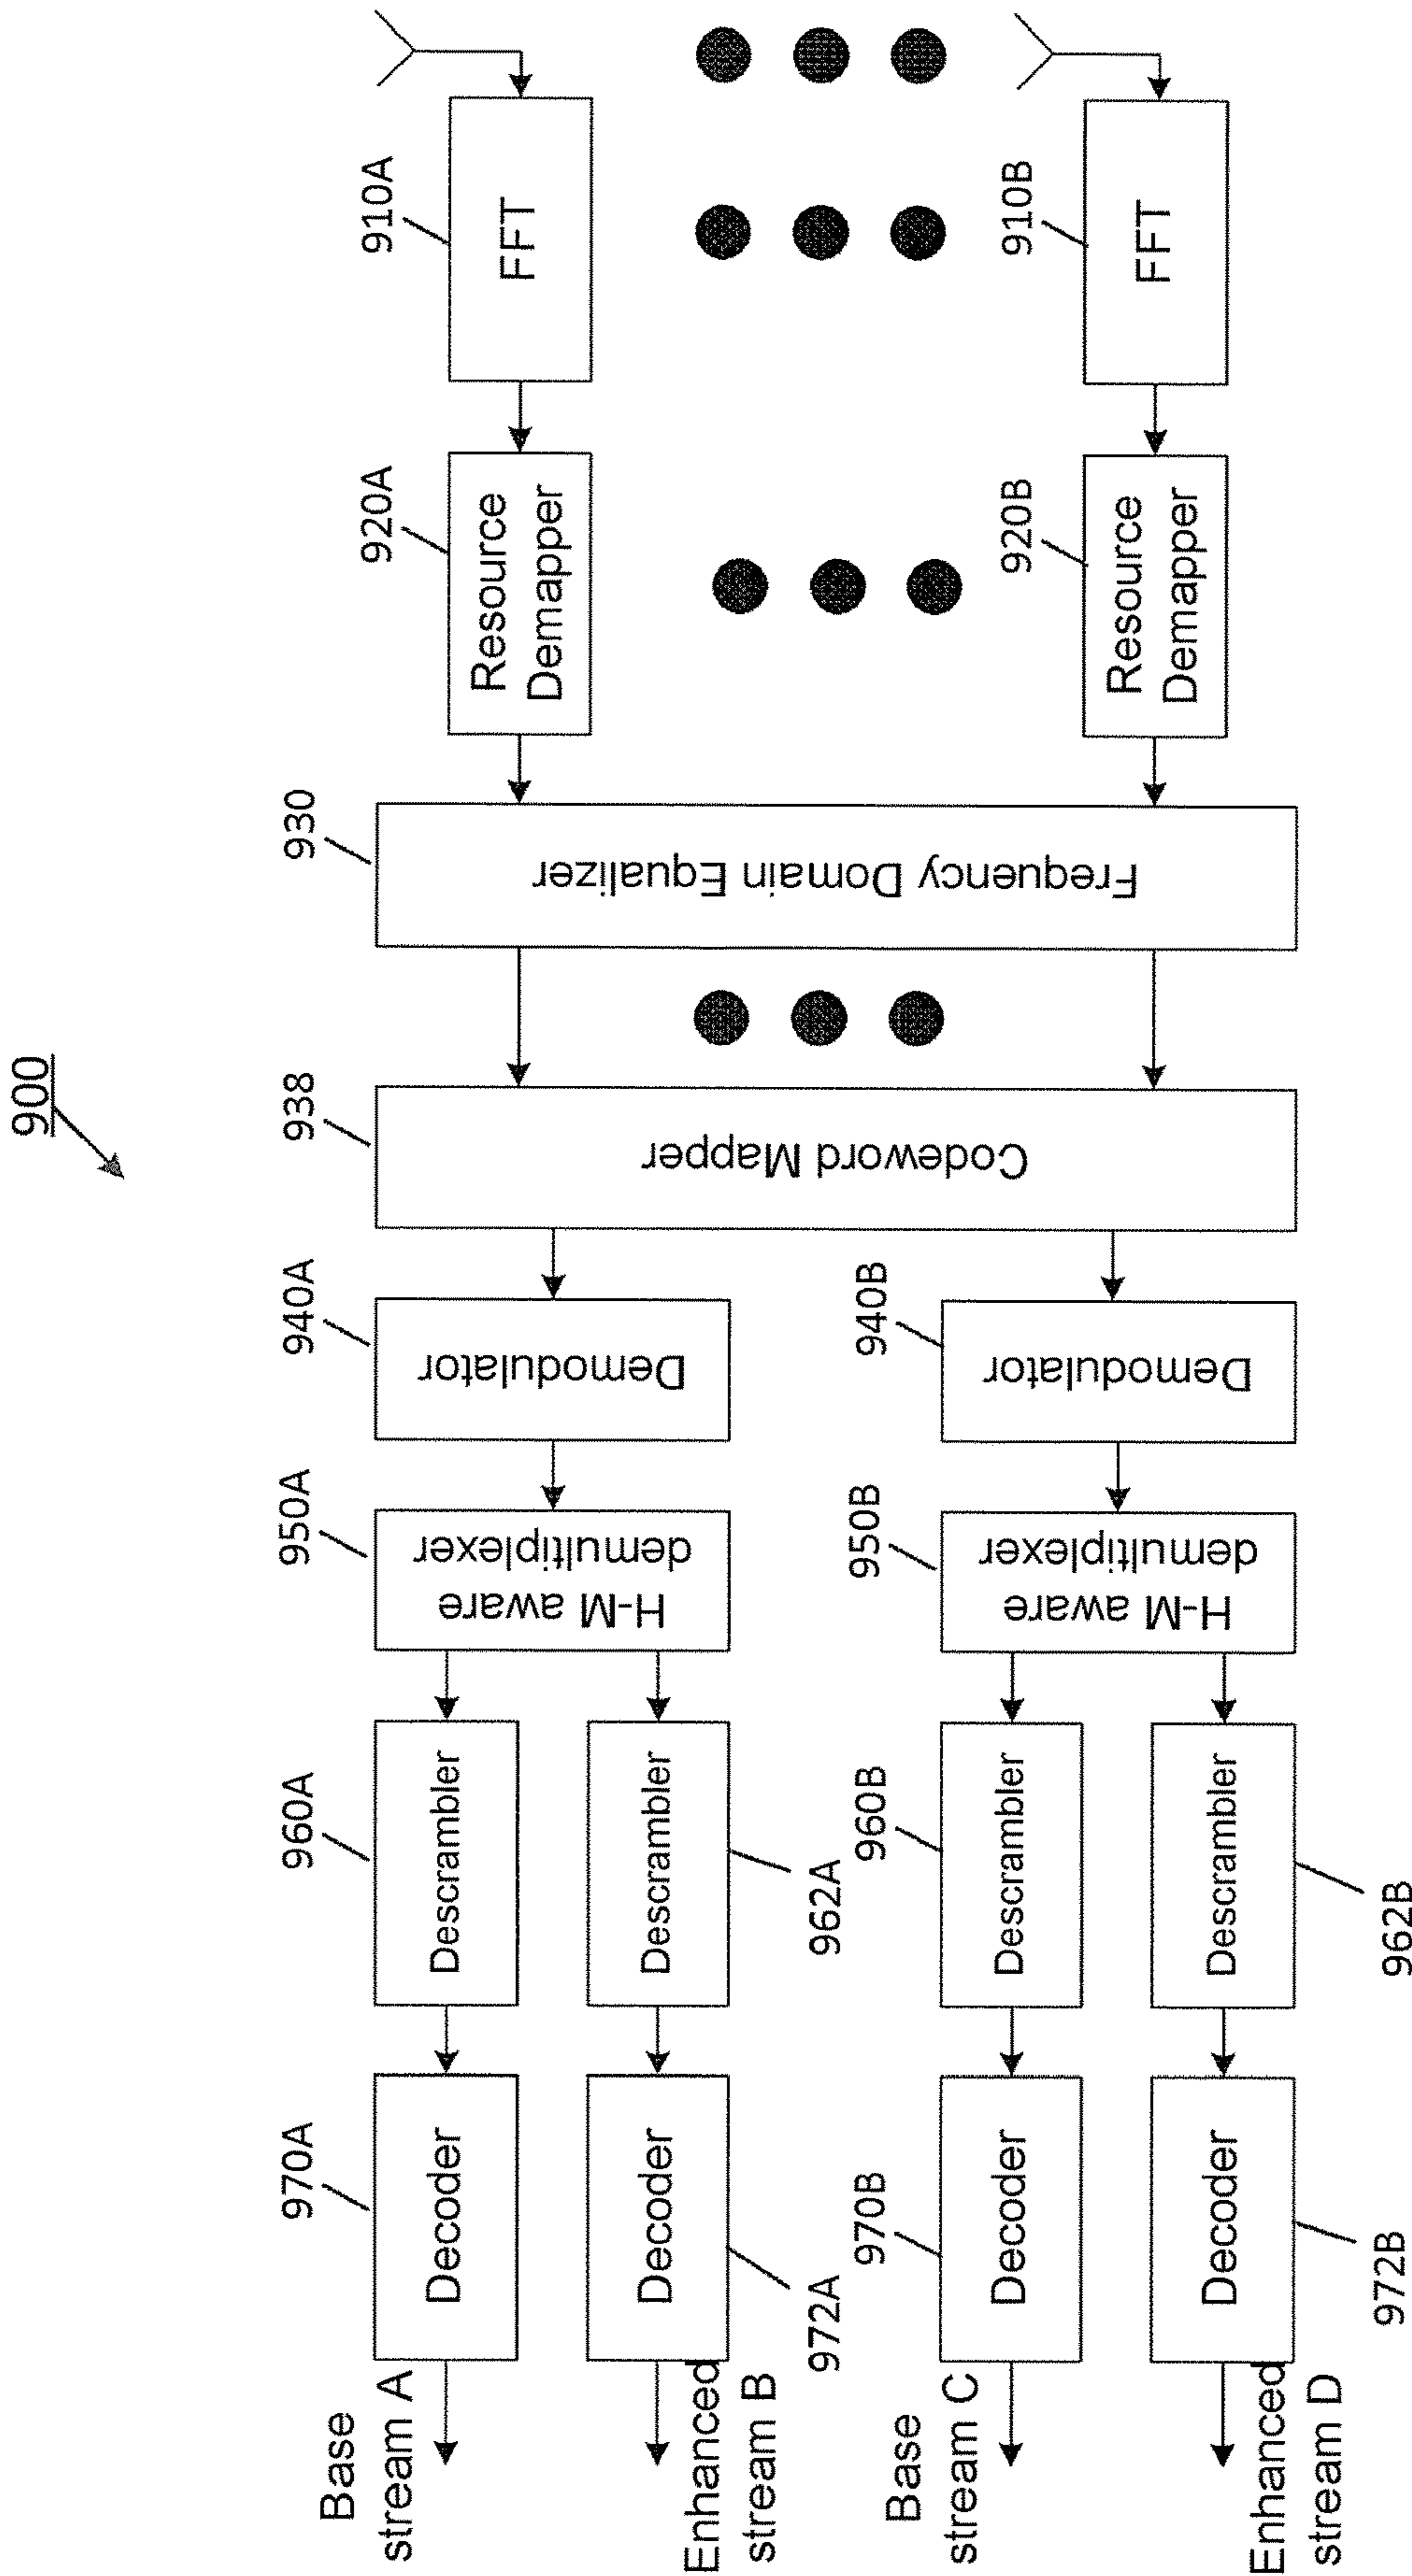 900
910A
FFT
920A
Resource
Demapper
930
Frequency Domain Equalizer
938
Codeword Mapper
940A
Demodulator
950A
H-M aware
demultiplexer
960A
Descrambler
970A
Decoder
Base
stream A
962A
Descrambler
972A
Decoder
Enhanced
stream B
910B
FFT
920B
Resource
Demapper
940B
Demodulator
950B
H-M aware
demultiplexer
960B
Descrambler
970B
Decoder
Base
stream C
962B
Descrambler
972B
Decoder
Enhanced
stream D